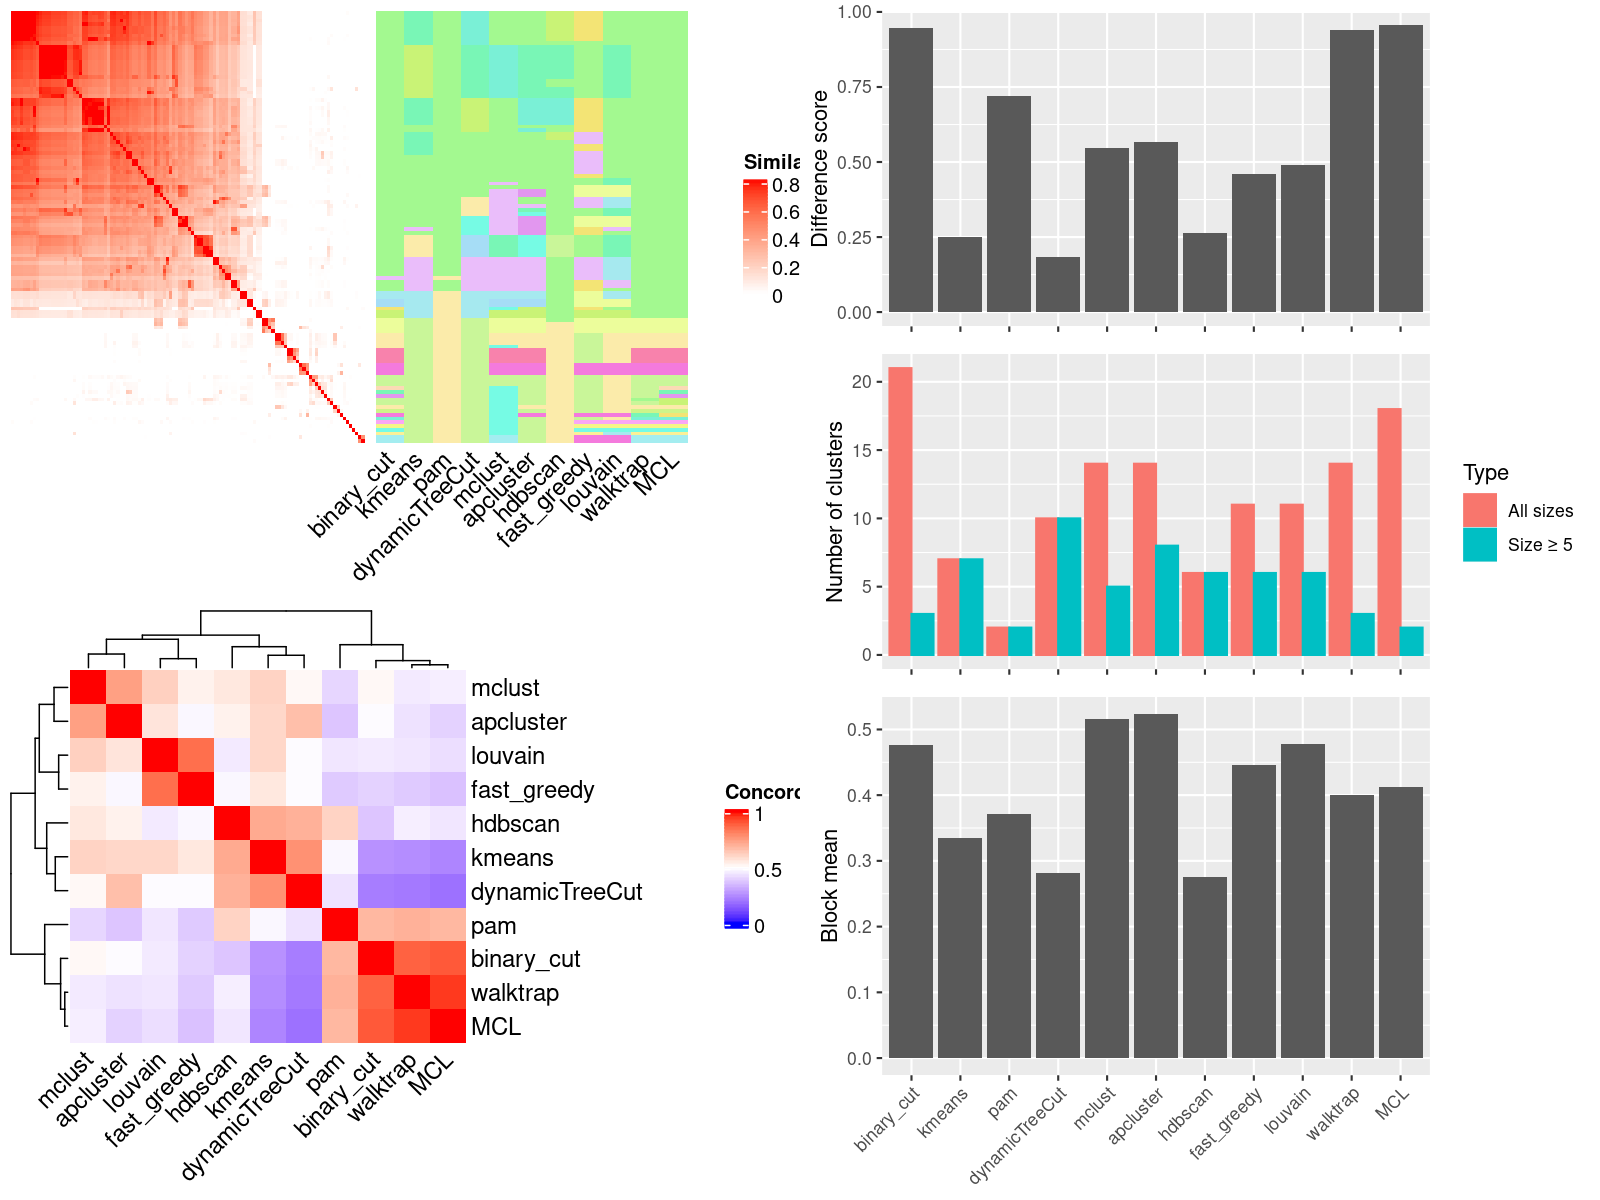 Simila
0.8
0.6
0.4
0.2
0
binary_cut
kmeans
pam
dynamicTreeCut
mclust
apcluster
hdbscan
fast_greedy
louvain
walktrap
MCL
mclust
apcluster
louvain
fast_greedy
hdbscan
kmeans
dynamicTreeCut
pam
binary_cut
walktrap
MCL
mclust
apcluster
louvain
fast_greedy
hdbscan
kmeans
dynamicTreeCut
pam
binary_cut
walktrap
MCL
Concord
1
0.5
0
Difference score
1.00
0.75
0.50
0.25
0.00
Number of clusters
20
15
10
5
0
Type
All sizes
Size ≥ 5
Block mean
0.5
0.4
0.3
0.2
0.1
0.0
binary_cut
kmeans
pam
dynamicTreeCut
mclust
apcluster
hdbscan
fast_greedy
louvain
walktrap
MCL